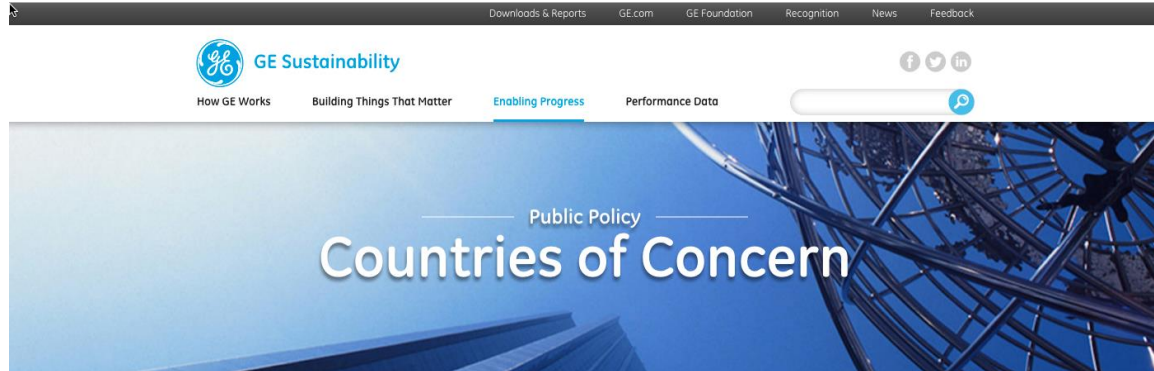 Downloads & Reports GE.com GE Foundation Recognition News Feedback
GE Sustainability
How GE Works Building Things That Matter Enabling Progress Performance Data
Public Policy
Countries of Concern